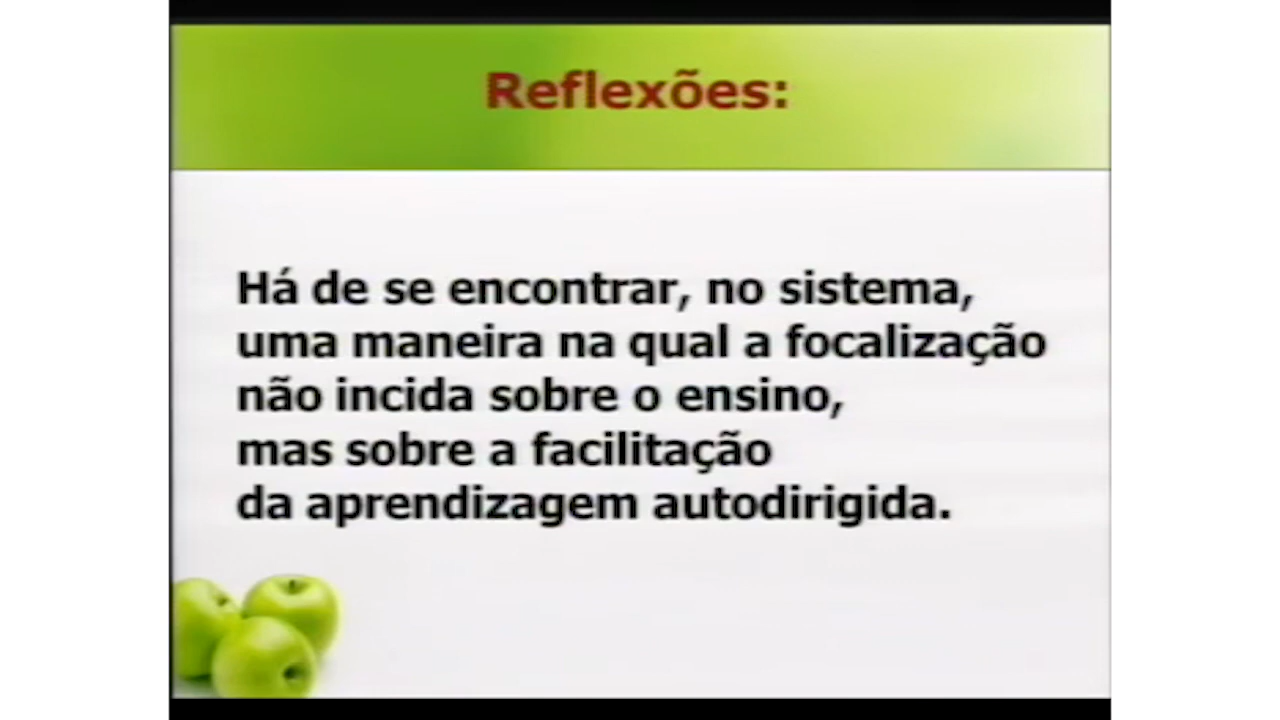 Reflexões:
Há de se encontrar, no sistema,
uma maneira na qual a focalização
não incida sobre o ensino,
mas sobre a facilitação
da aprendizagem autodirigida.